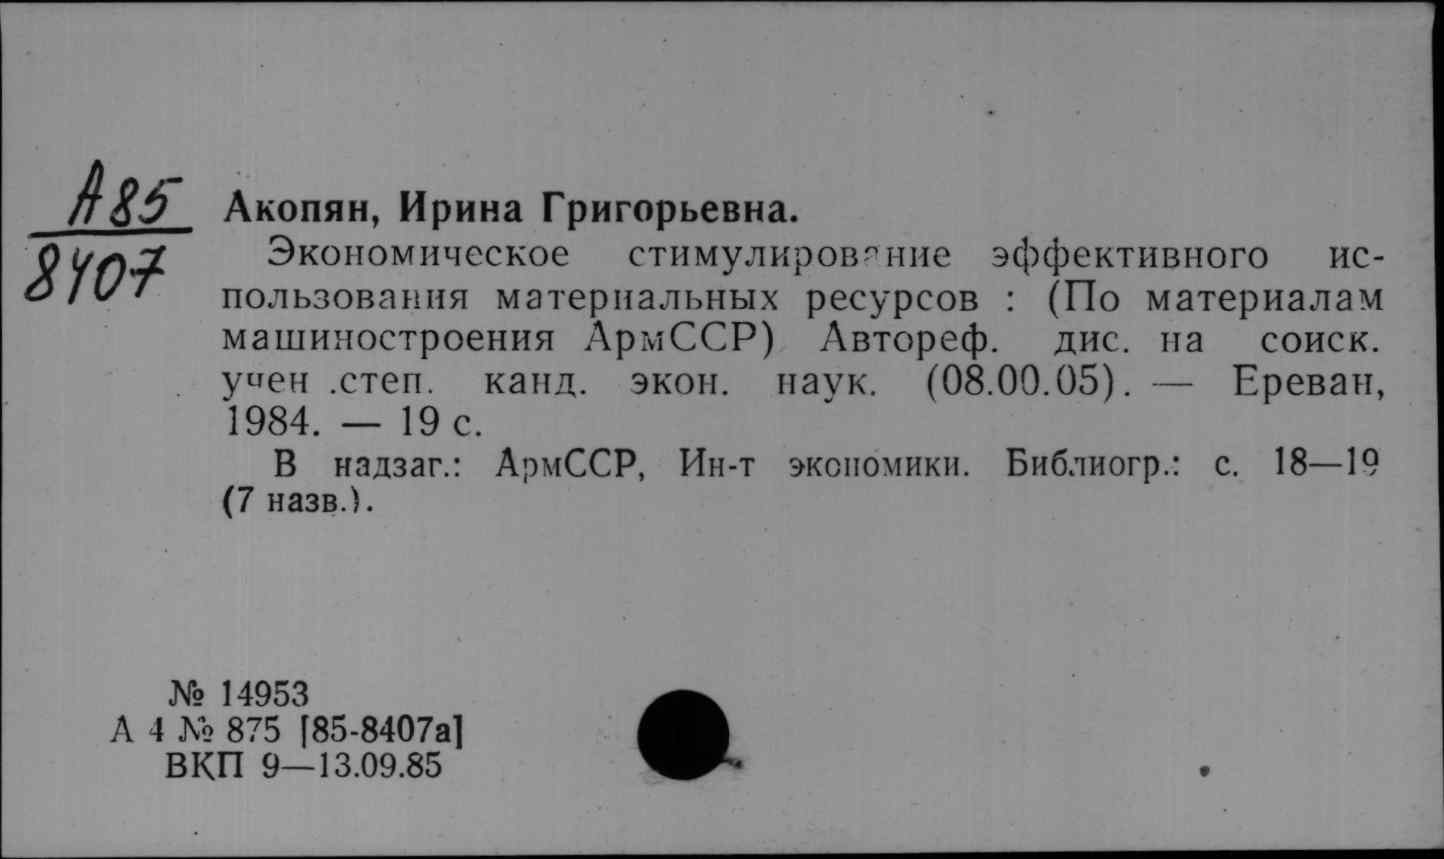 А85
8407
Акопян, Ирина Григорьевна.
Экономическое стимулирование эффективного ис-
пользования материальных ресурсов : (По материалам
машиностроения АрмССР) Автореф. дис. на соиск.
учен .степ. канд. экон. наук. (08.00.05). — Ереван,
1984. — 19 с.
В надзаг.: АрмССР, Ин-т экономики. Библиогр.: с. 18—19
(7 назв.).
№ 14953
А 4 № 875 [85-8407а]
ВКП 9—13.09.85